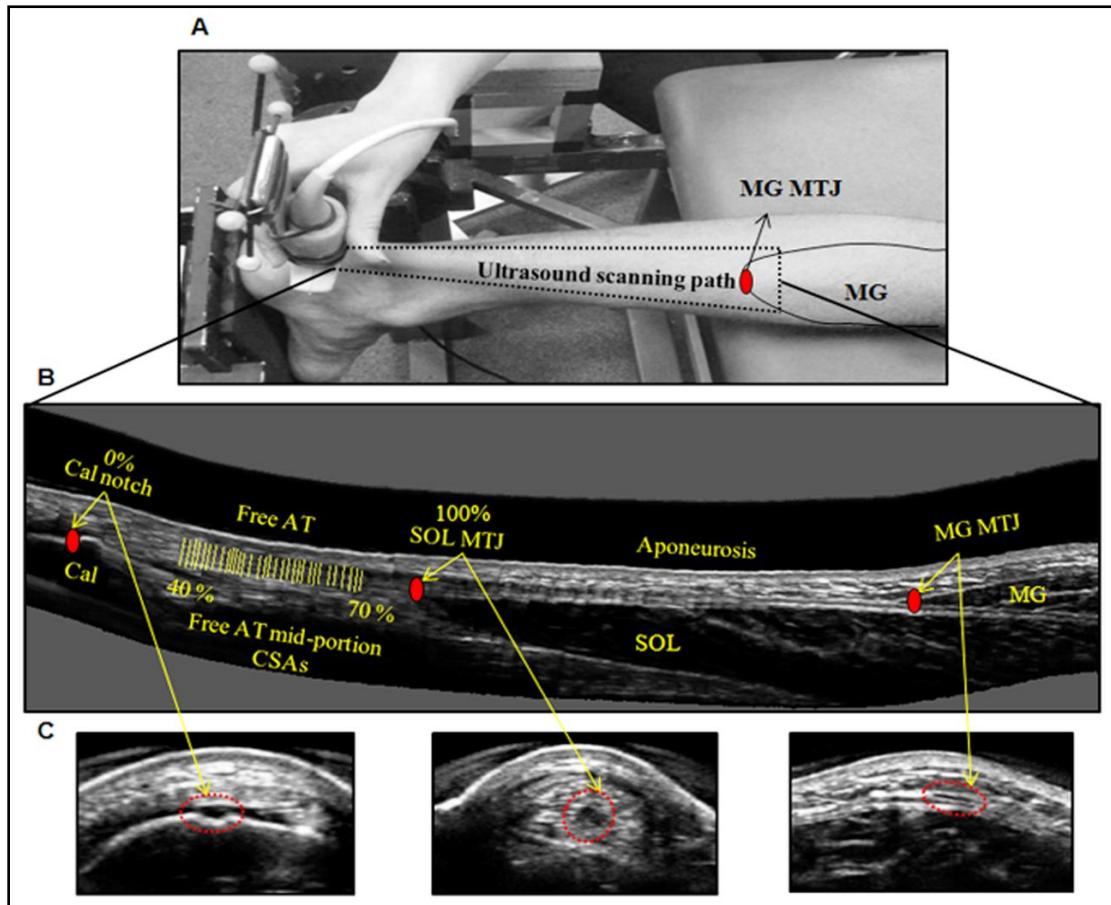 A
MG MTJ
Ultrasound scanning path
MG
B
0%
Cal notch
Free AT
100%
SOL MTJ
Aponeurosis
MG MTJ
Cal
40 %
70 %
MG
Free AT mid-portion
CSAs
SOL
C